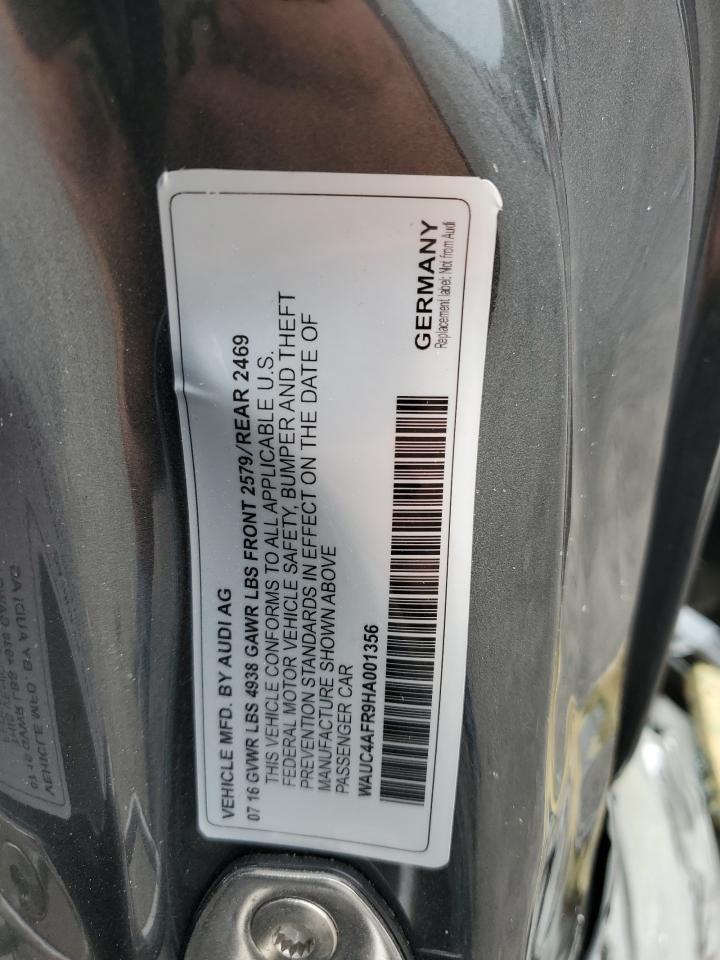 VEHICLE MFD. BY AUDI AG
07 16 GVWR LBS 4938 GAWR LBS FRONT 2579/REAR 2469
THIS VEHICLE CONFORMS TO ALL APPLICABLE U.S.
FEDERAL MOTOR VEHICLE SAFETY, BUMPER AND THEFT
PREVENTION STANDARDS IN EFFECT ON THE DATE OF
MANUFACTURE SHOWN ABOVE
PASSENGER CAR
WAUC4AFR9HA001356
GERMANY
Replacement label: Not from Audi